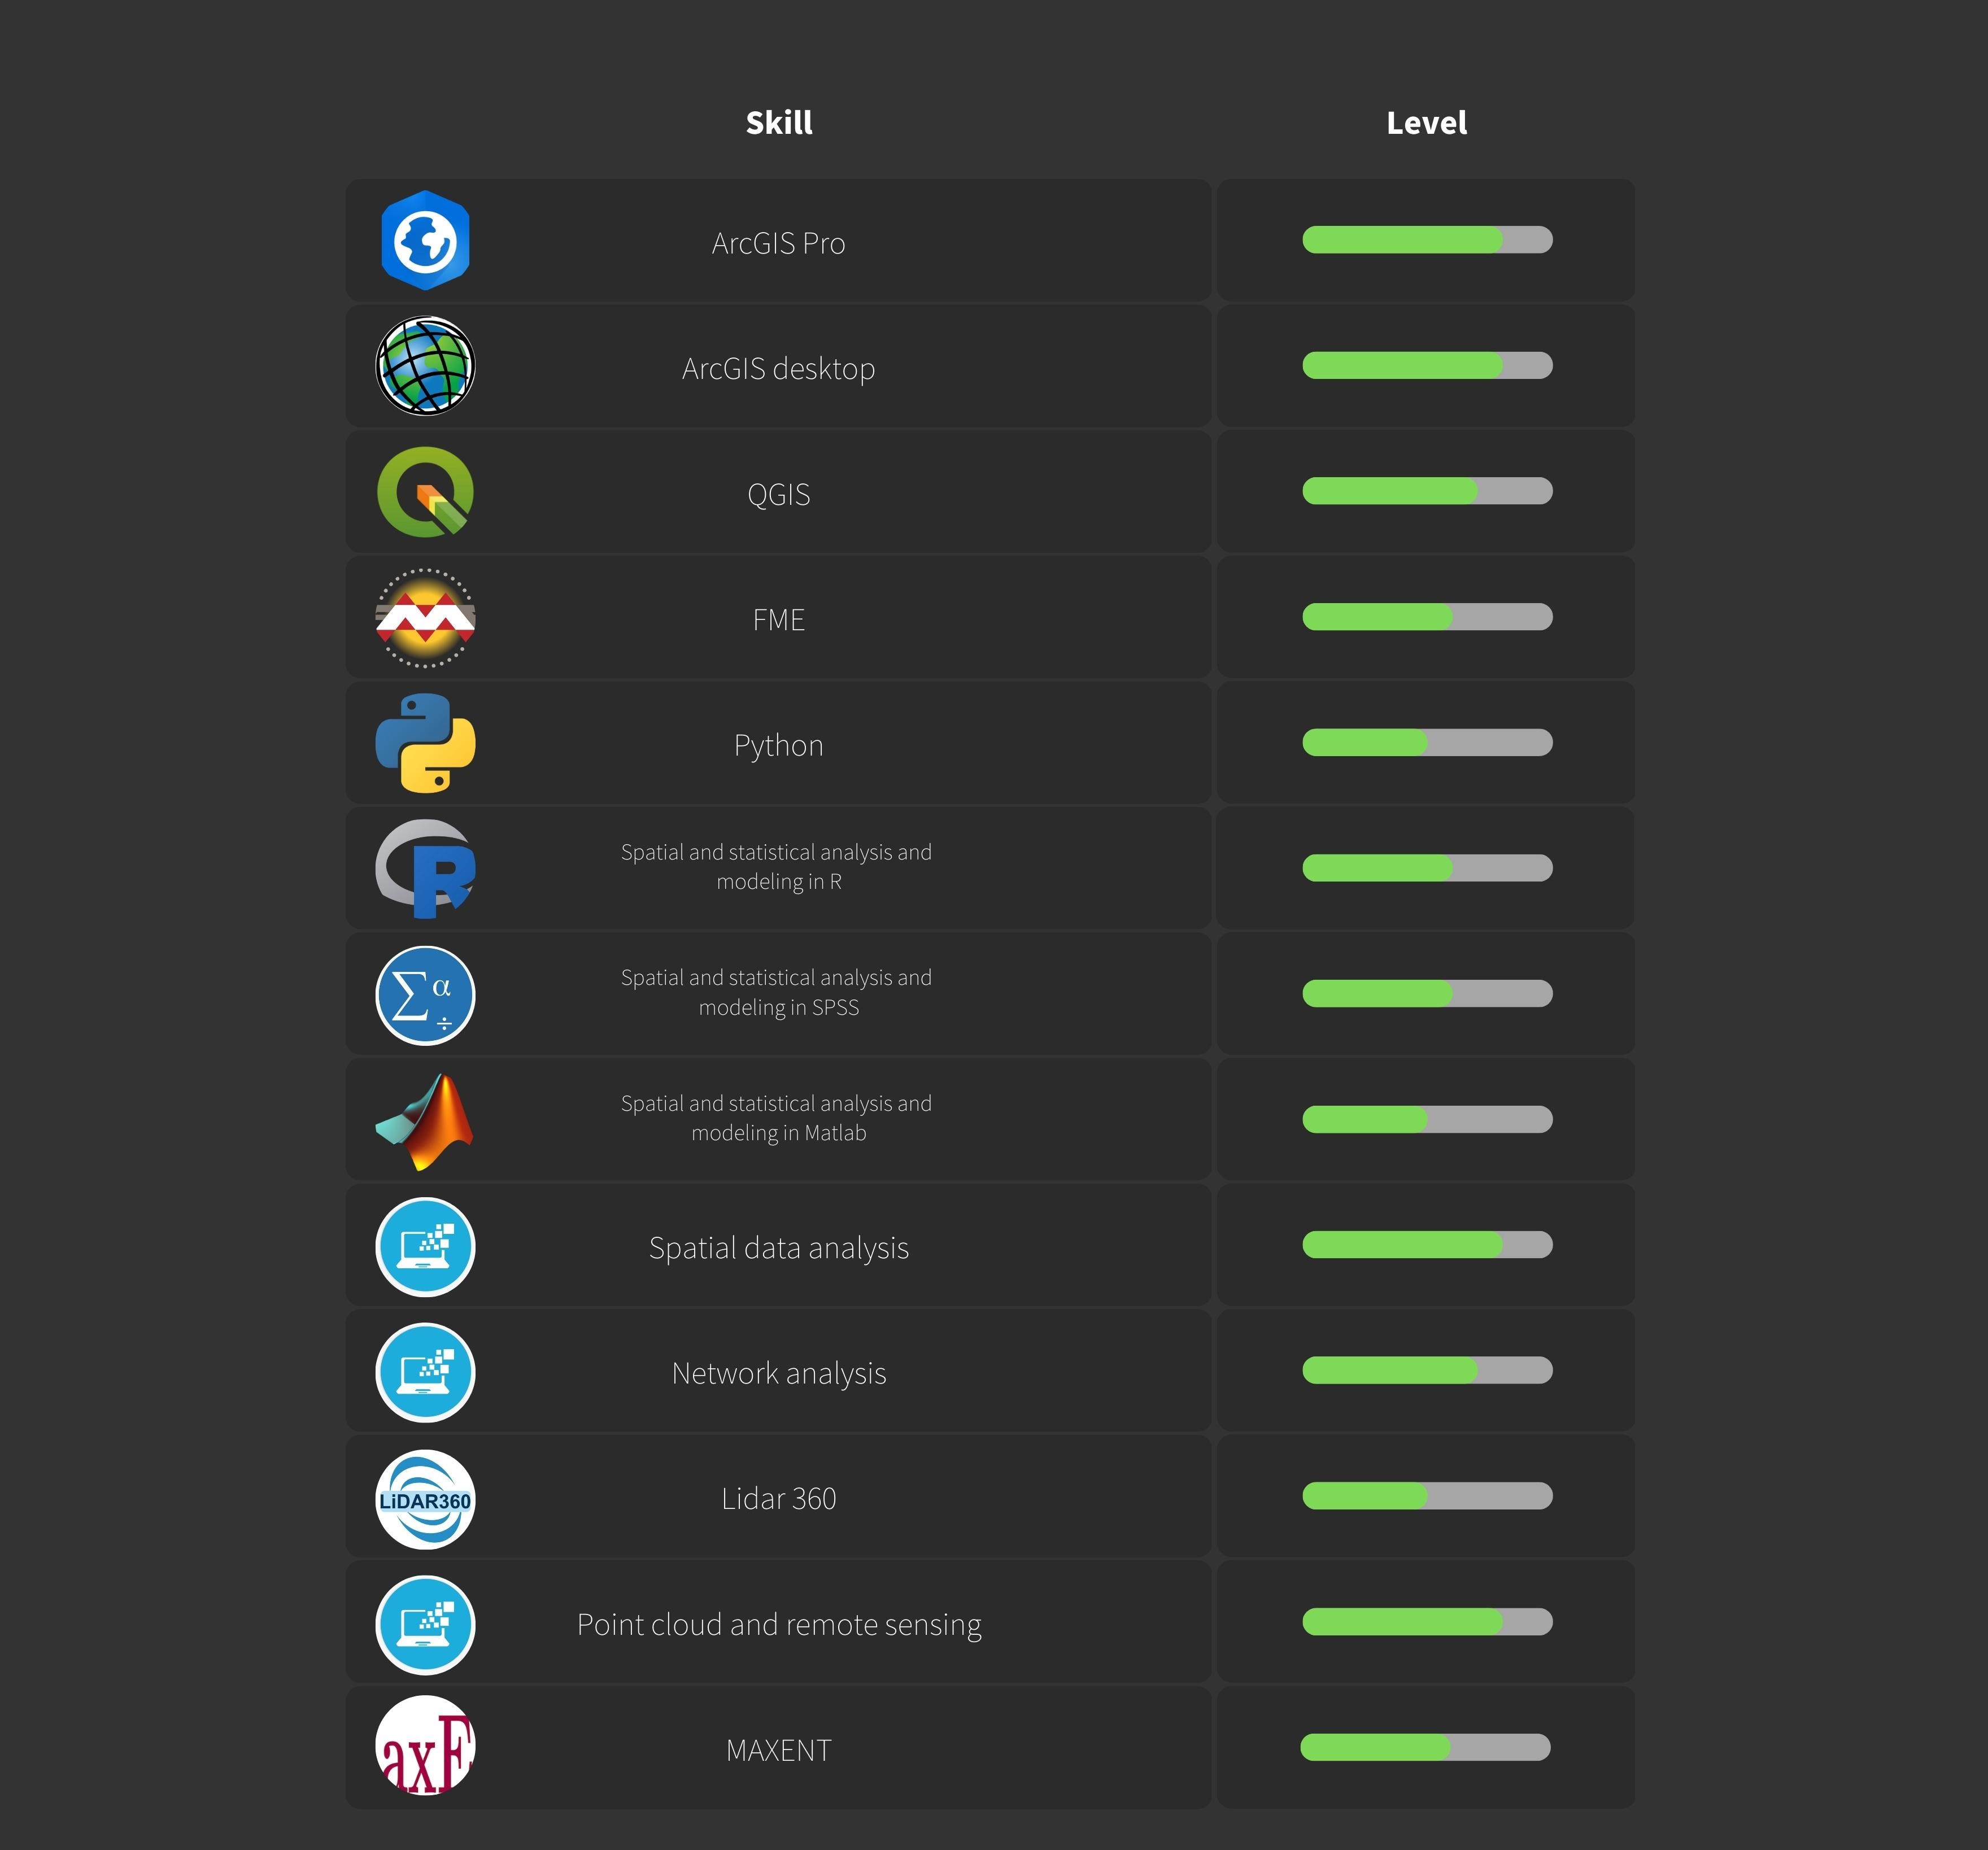 Skill
Level
ArcGIS Pro
ArcGIS desktop
QGIS
FME
Python
R
Spatial and statistical analysis and
modeling in R
Σ α ÷
Spatial and statistical analysis and
modeling in SPSS
Spatial and statistical analysis and
modeling in Matlab
Spatial data analysis
Network analysis
LiDAR360
Lidar 360
Point cloud and remote sensing
axE
MAXENT